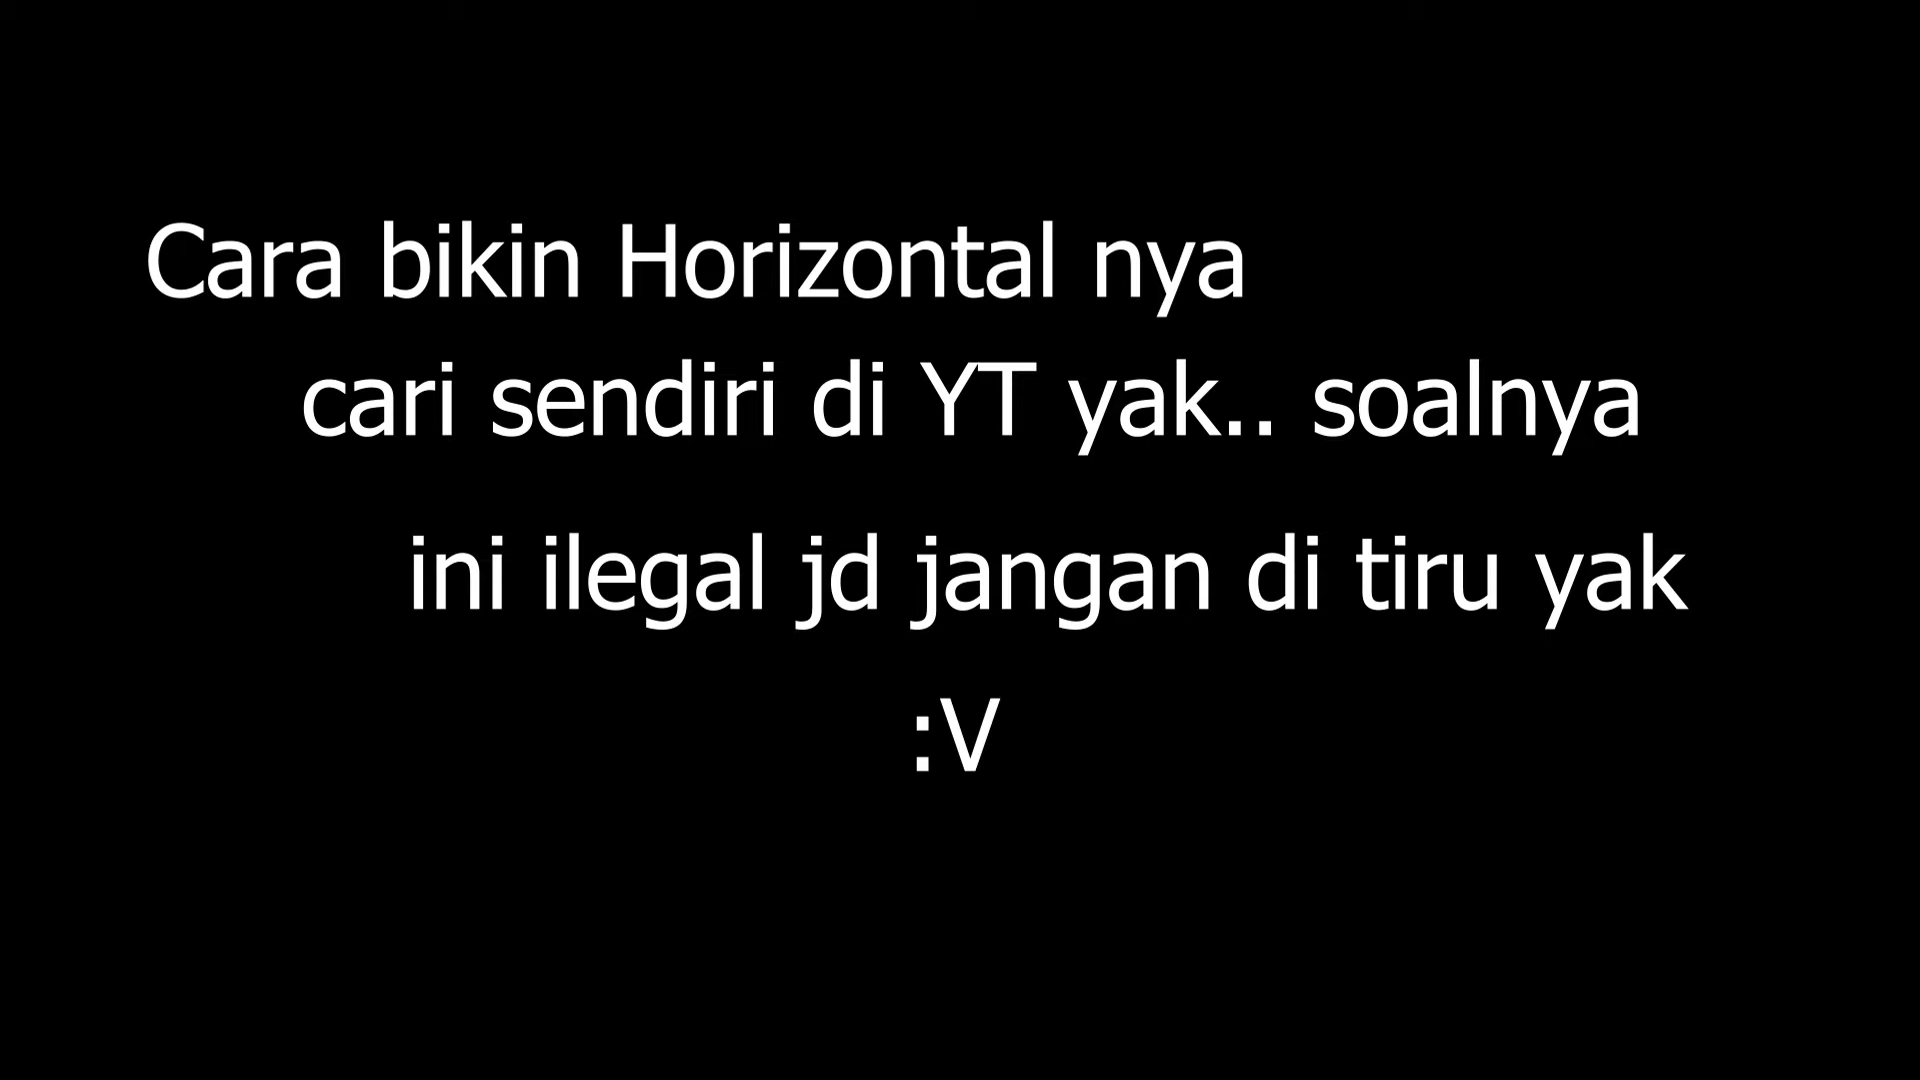 Cara bikin Horizontal nya
cari sendiri di YT yak.. soalnya
ini ilegal jd jangan di tiru yak
:V